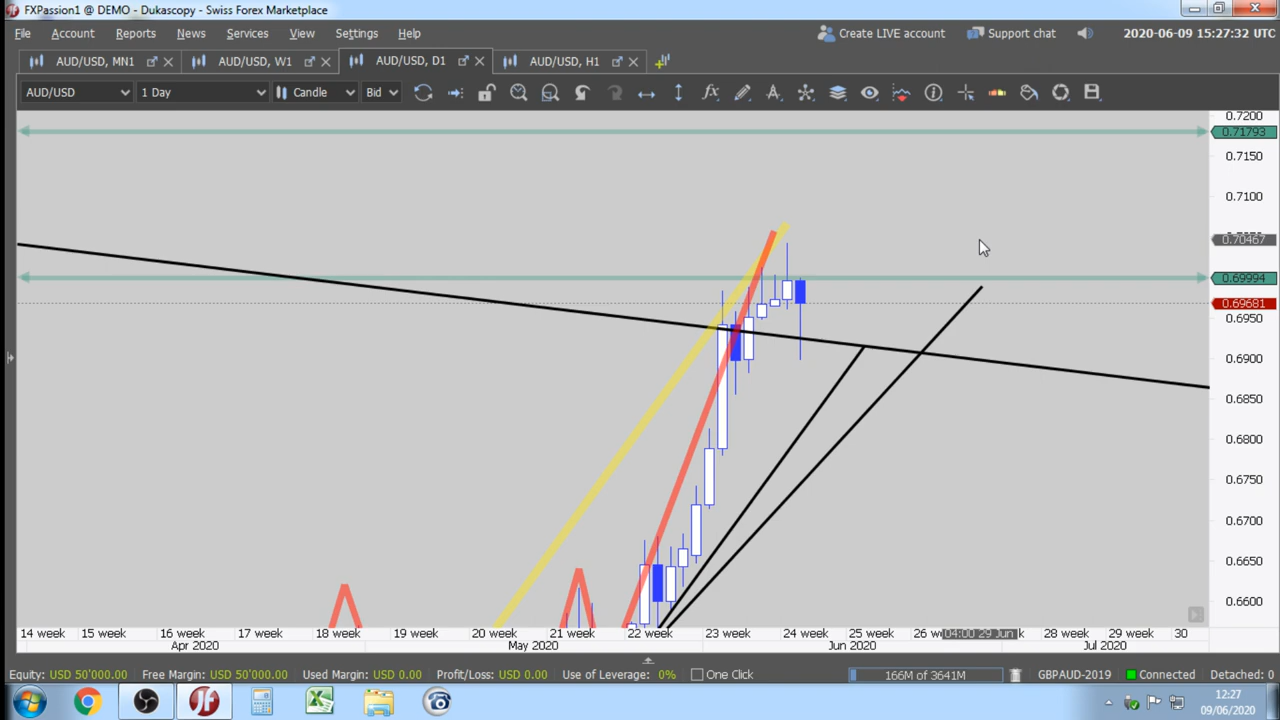 FXPassion1 @ DEMO - Dukascopy - Swiss Forex Marketplace
File Account Reports News Services View Settings Help Create LIVE account Support chat 2020-06-09 15:27:32 UTC
AUD/USD, MN1 AUD/USD, W1 AUD/USD, D1 AUD/USD, H1
AUD/USD 1 Day Candle Bid
0.7200
0.71793
0.7150
0.7100
0.70467
0.69994
0.69681
0.6950
0.6900
0.6850
0.6800
0.6750
0.6700
0.6650
0.6600
14 week 15 week 16 week 17 week 18 week 19 week 20 week 21 week 22 week 23 week 24 week 25 week 26 w 04:00 29 Jun k 28 week 29 week 30
Apr 2020 May 2020 Jun 2020 Jul 2020
Equity: USD 50'000.00 Free Margin: USD 50'000.00 Used Margin: USD 0.00 Profit/Loss: USD 0.00 Use of Leverage: 0% One Click 166M of 3641M GBPAUD-2019 Connected Detached: 0
12:27
09/06/2020